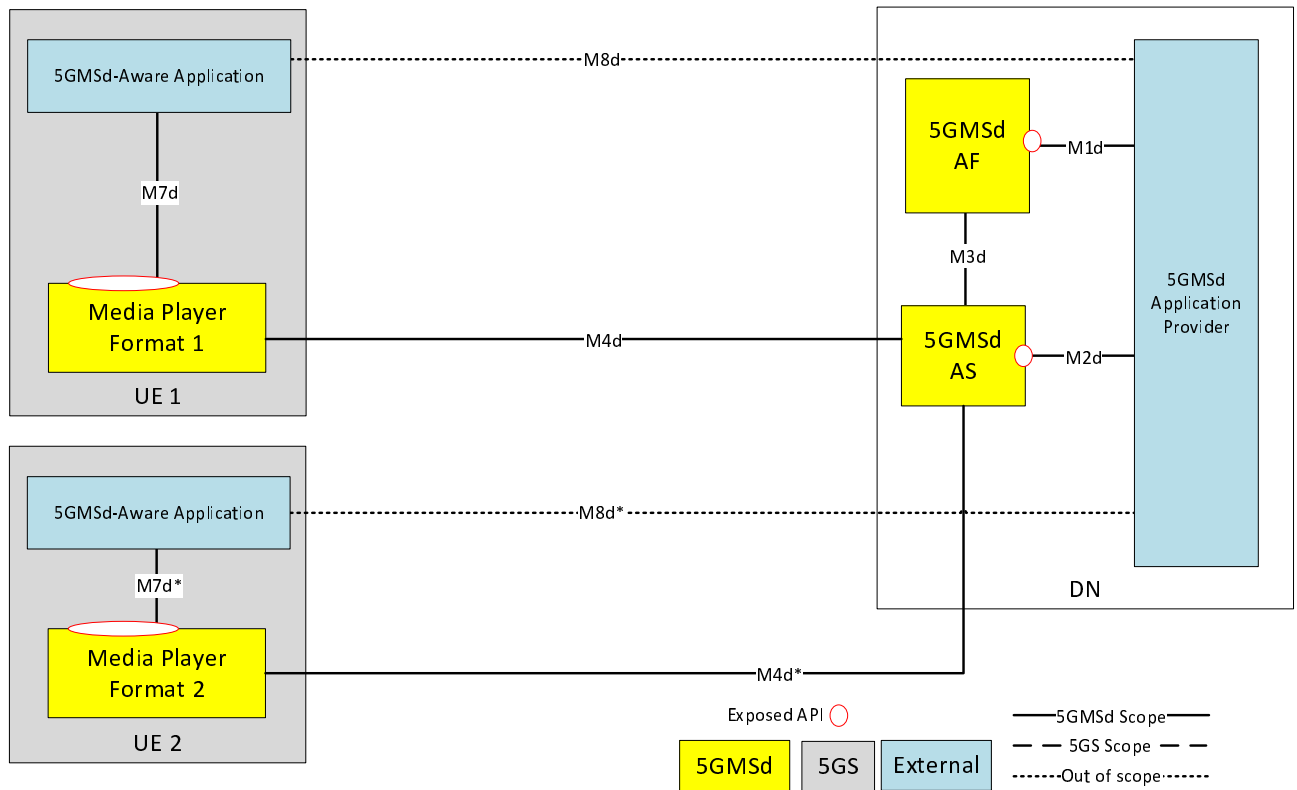 5GMSd-Aware Application
M8d
5GMSd
AF
M1d
M7d
M3d
5GMSd
Application
Provider
Media Player
Format 1
M4d
5GMSd
AS
M2d
UE 1
5GMSd-Aware Application
M8d*
M7d*
DN
Media Player
Format 2
M4d*
UE 2
Exposed API
5GMSd
5GS
External
5GMSd Scope
5GS Scope
Out of scope